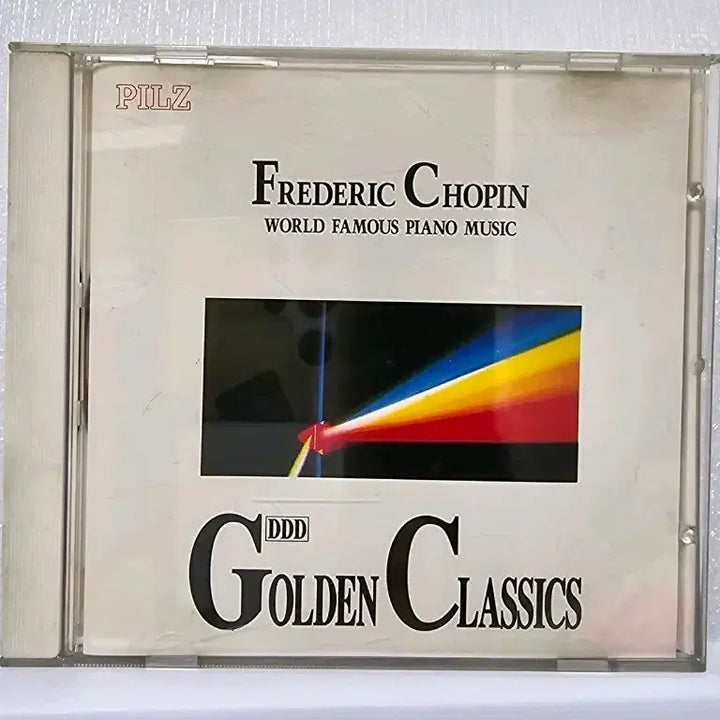 PILZ
FREDERIC CHOPIN
WORLD FAMOUS PIANO MUSIC
DDD
GOLDEN CLASSICS